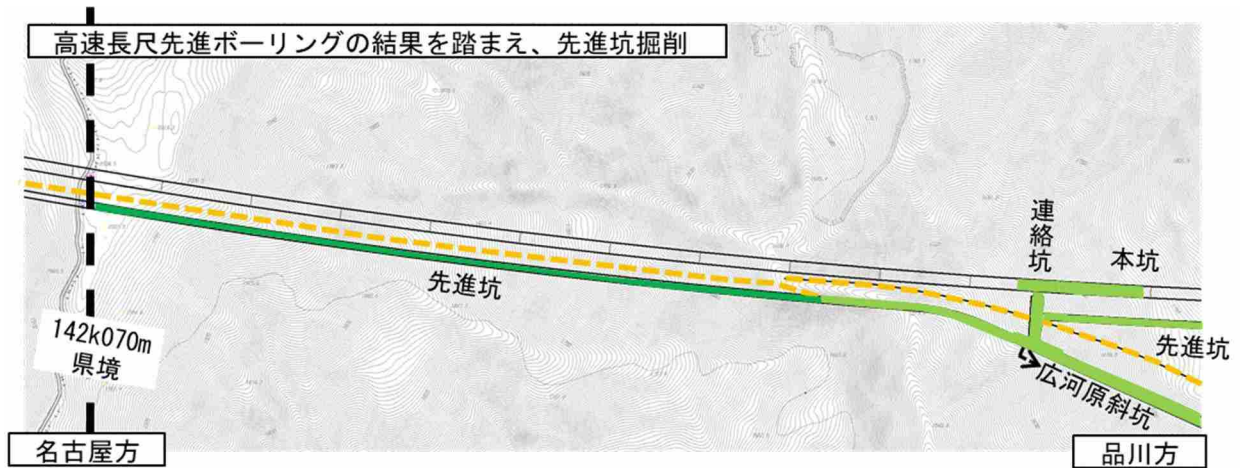 高速長尺先進ボーリングの結果を踏まえ、先進坑掘削
連絡坑
本坑
先進坑
先進坑
広河原斜坑
142k070m
県境
名古屋方
品川方